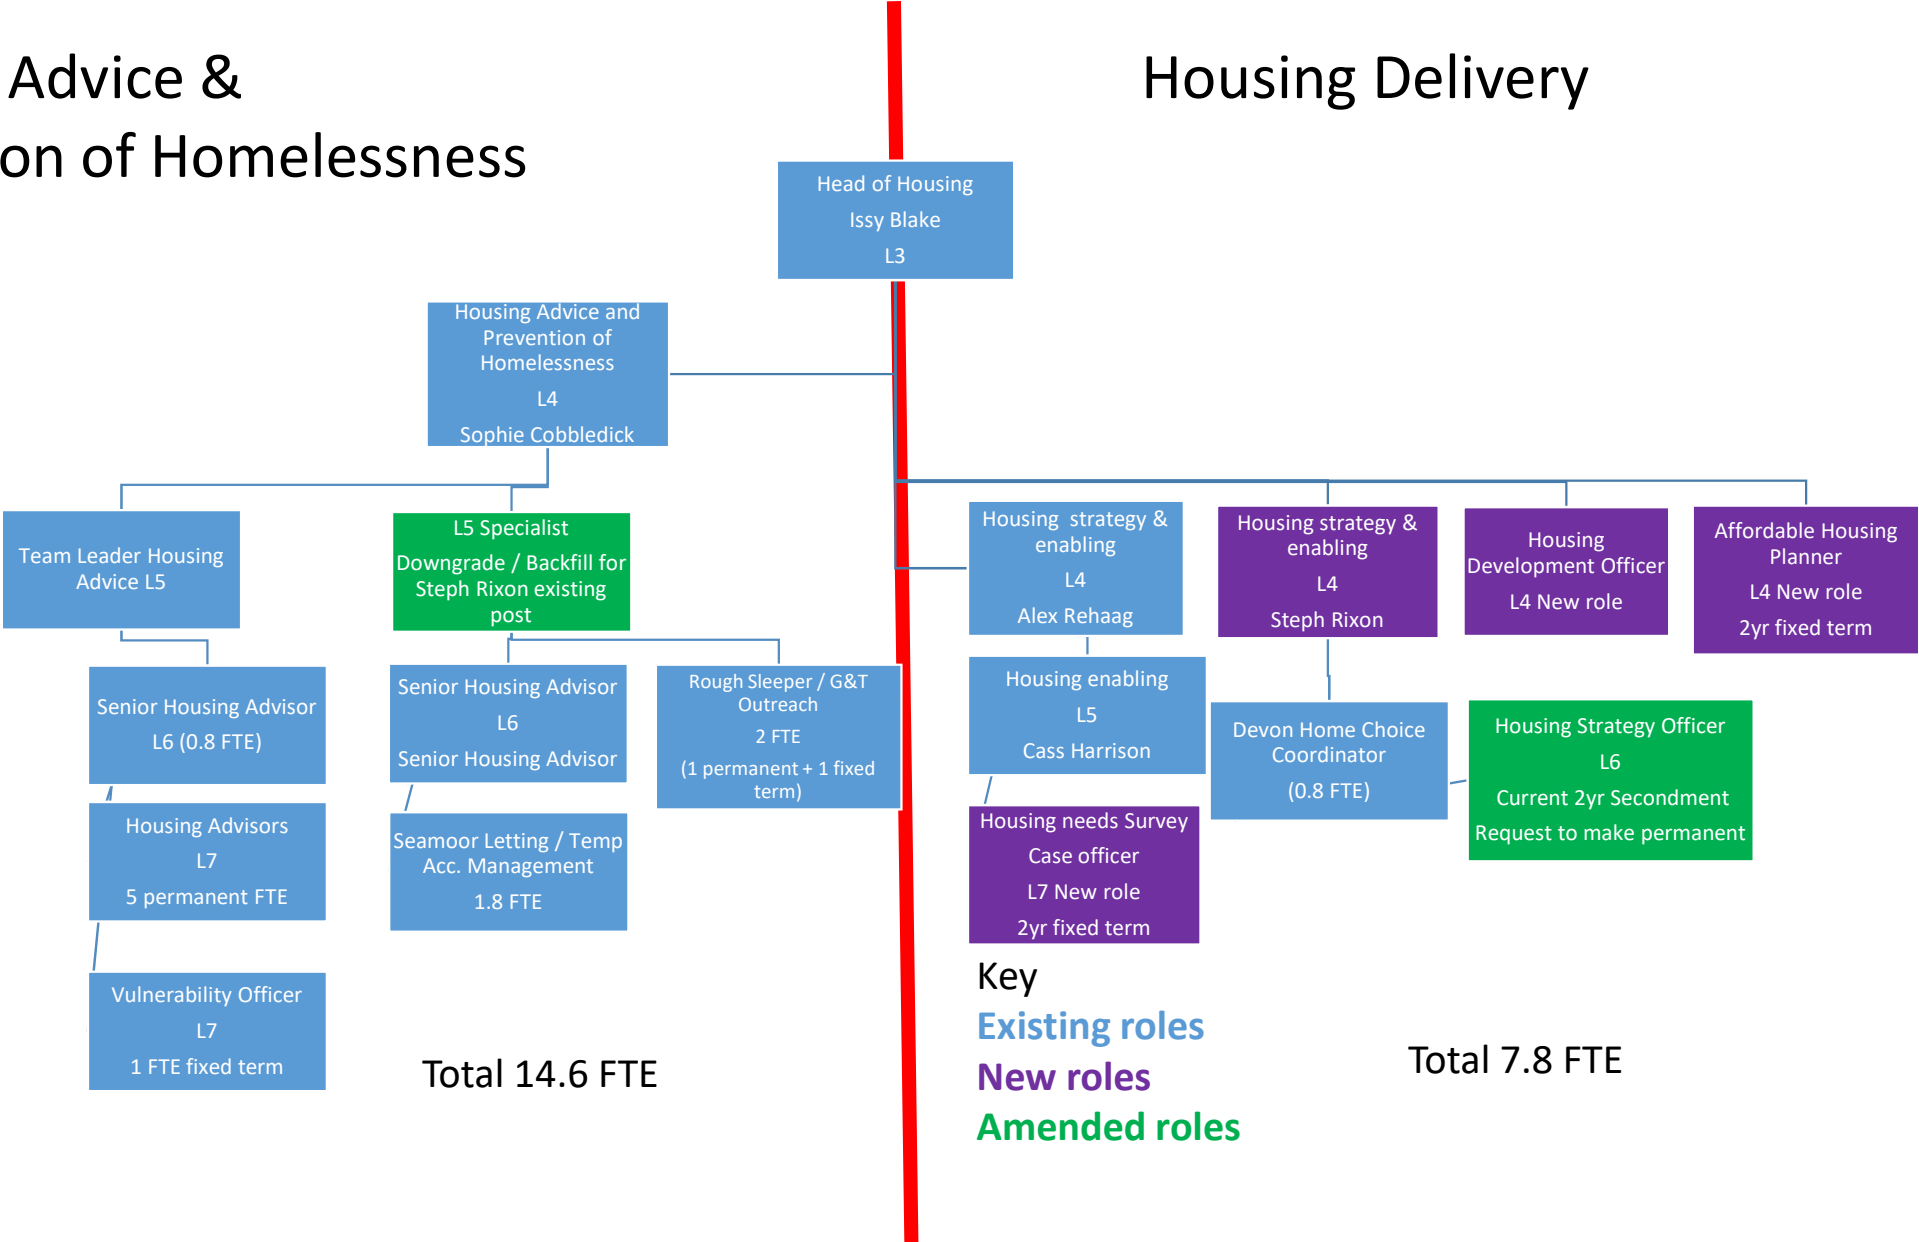 Advice &
on of Homelessness
Housing Delivery
Head of Housing
Issy Blake
L3
Housing Advice and
Prevention of
Homelessness
L4
Sophie Cobbledick
Team Leader Housing
Advice L5
L5 Specialist
Downgrade / Backfill for
Steph Rixon existing
post
Senior Housing Advisor
L6 (0.8 FTE)
Housing Advisors
L7
5 permanent FTE
Vulnerability Officer
L7
1 FTE fixed term
Senior Housing Advisor
L6
Senior Housing Advisor
Seamoor Letting / Temp
Acc. Management
1.8 FTE
Rough Sleeper / G&T
Outreach
2 FTE
(1 permanent + 1 fixed
term)
Total 14.6 FTE
Housing strategy &
enabling
L4
Alex Rehaag
Housing enabling
L5
Cass Harrison
Housing needs Survey
Case officer
L7 New role
2yr fixed term
Housing strategy &
enabling
L4
Steph Rixon
Devon Home Choice
Coordinator
(0.8 FTE)
Housing Strategy Officer
L6
Current 2yr Secondment
Request to make permanent
Housing
Development Officer
L4 New role
Affordable Housing
Planner
L4 New role
2yr fixed term
Key
Existing roles
New roles
Amended roles
Total 7.8 FTE